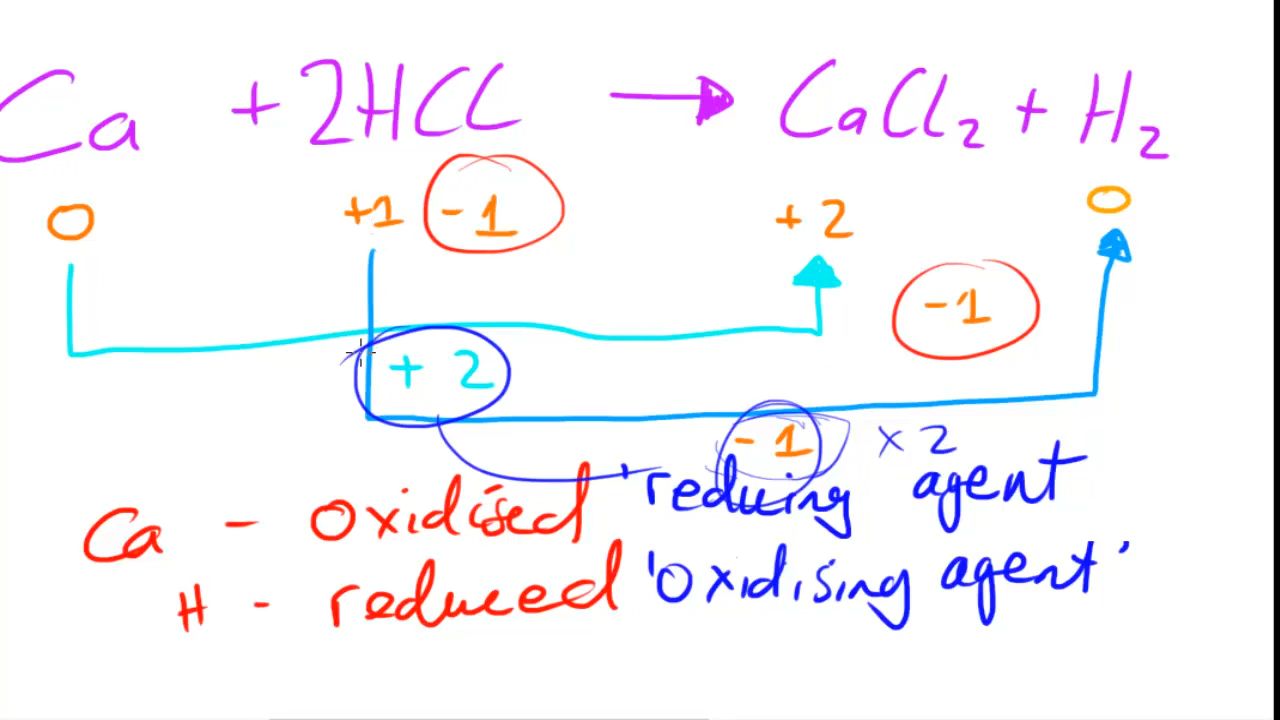 Ca + 2HCl → CaCl₂ + H₂
0 +1 -1 +2 0
-1
+ 2
-1 x 2
Ca - oxidised 'reducing agent
H - reduced 'oxidising agent'